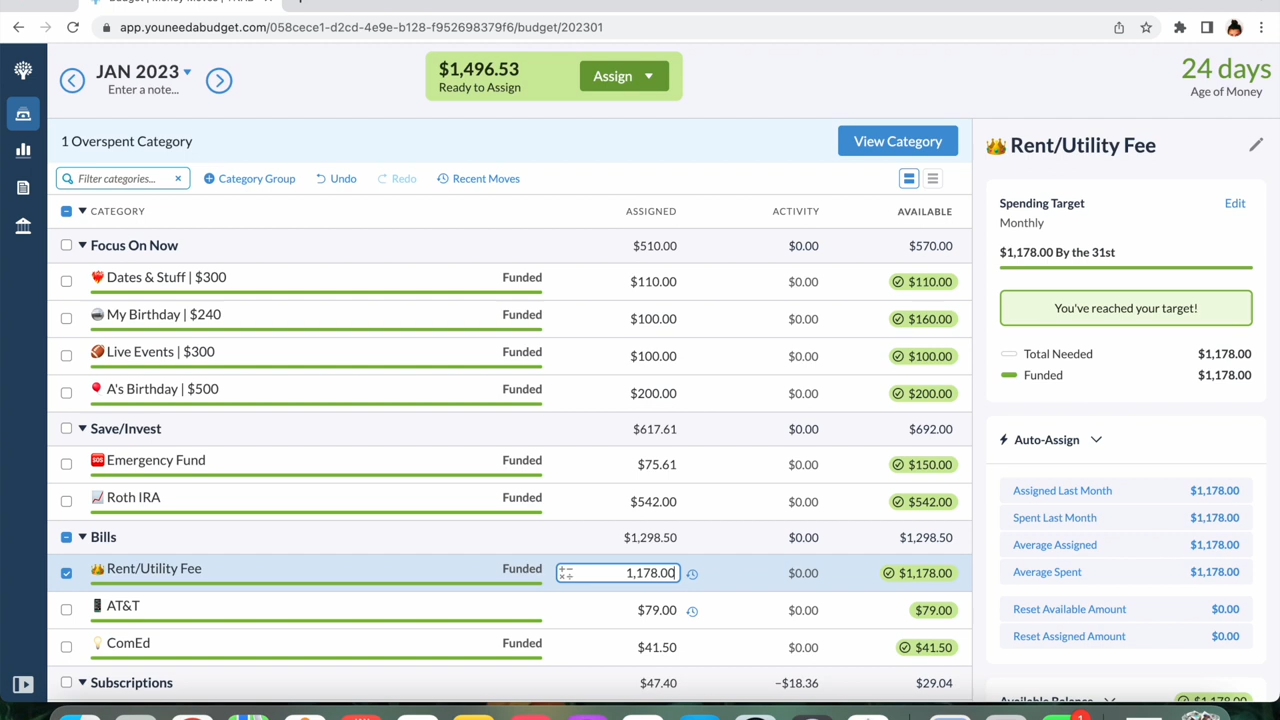 app.youneedabudget.com/058cece1-d2cd-4e9e-b128-f952698379f6/budget/202301
JAN 2023
Enter a note...
$1,496.53
Ready to Assign
Assign
24 days
Age of Money
1 Overspent Category
View Category
Filter categories...
Category Group
Undo
Redo
Recent Moves
CATEGORY ASSIGNED ACTIVITY AVAILABLE
Focus On Now $510.00 $0.00 $570.00
Dates & Stuff | $300 Funded $110.00 $0.00 $110.00
My Birthday | $240 Funded $100.00 $0.00 $160.00
Live Events | $300 Funded $100.00 $0.00 $100.00
A's Birthday | $500 Funded $200.00 $0.00 $200.00
Save/Invest $617.61 $0.00 $692.00
SOS Emergency Fund Funded $75.61 $0.00 $150.00
Roth IRA Funded $542.00 $0.00 $542.00
Bills $1,298.50 $0.00 $1,298.50
Rent/Utility Fee Funded 1,178.00 $0.00 $1,178.00
AT&T $79.00 $0.00 $79.00
ComEd Funded $41.50 $0.00 $41.50
Subscriptions $47.40 −$18.36 $29.04
Rent/Utility Fee
Spending Target Edit
Monthly
$1,178.00 By the 31st
You've reached your target!
Total Needed $1,178.00
Funded $1,178.00
Auto-Assign
Assigned Last Month $1,178.00
Spent Last Month $1,178.00
Average Assigned $1,178.00
Average Spent $1,178.00
Reset Available Amount $0.00
Reset Assigned Amount $0.00
Available Balance $1,178.00
1